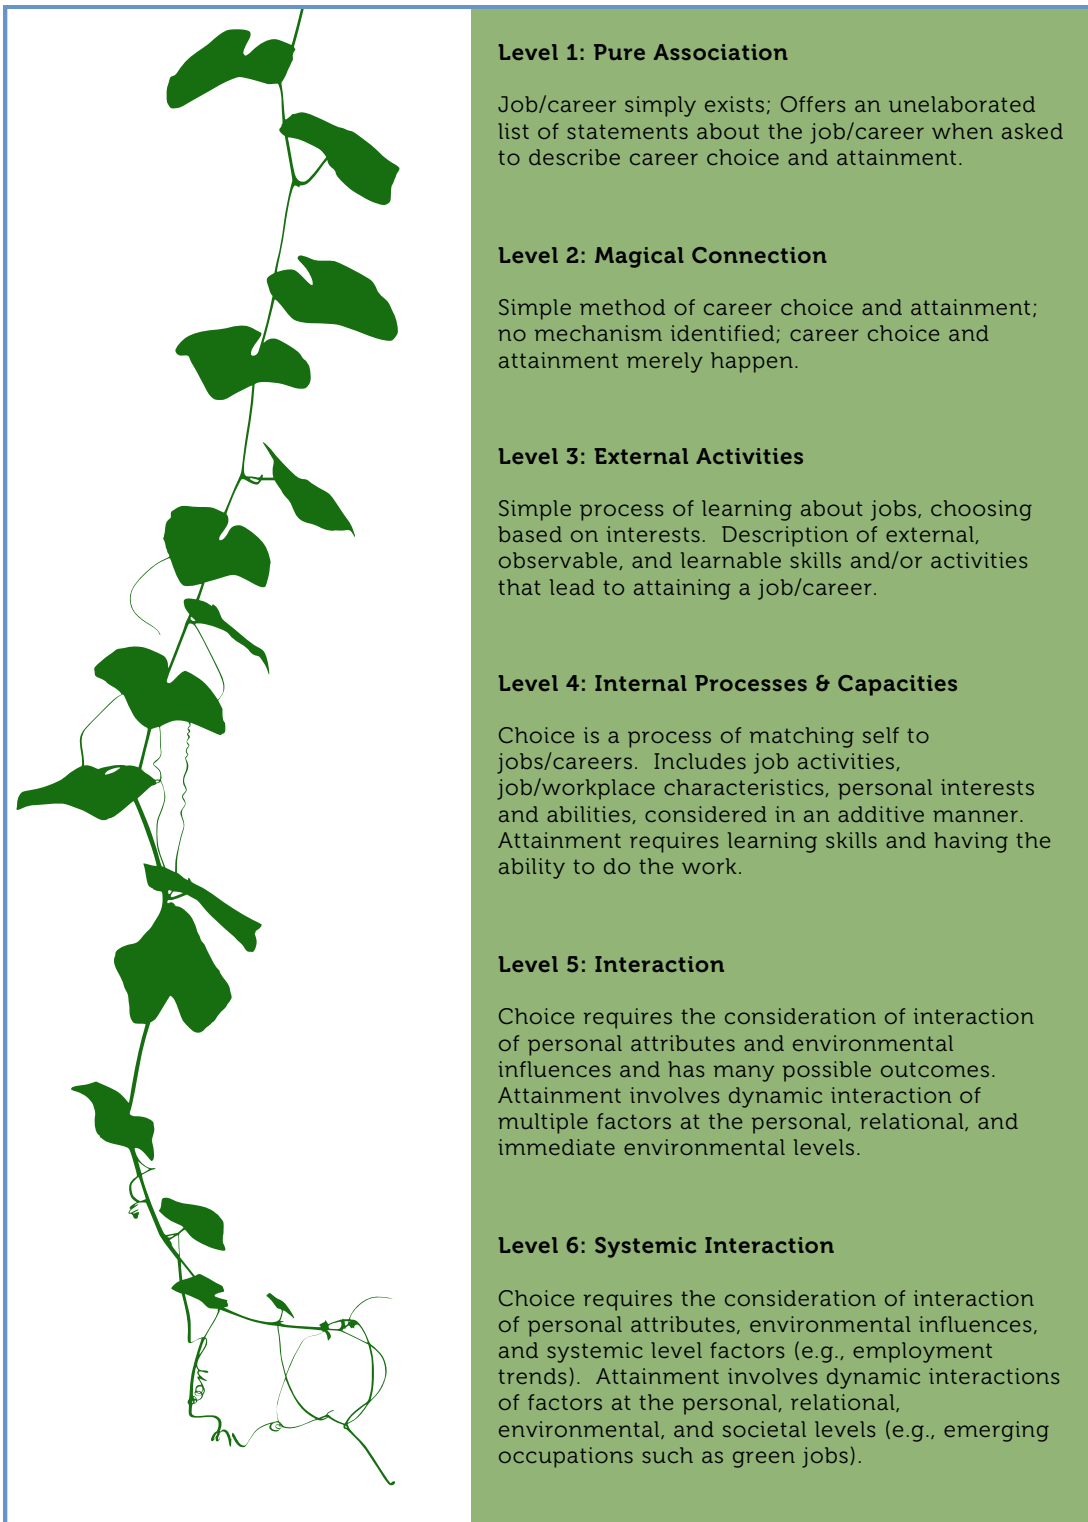 Level 1: Pure Association
Job/career simply exists; Offers an unelaborated
list of statements about the job/career when asked
to describe career choice and attainment.
Level 2: Magical Connection
Simple method of career choice and attainment;
no mechanism identified; career choice and
attainment merely happen.
Level 3: External Activities
Simple process of learning about jobs, choosing
based on interests.  Description of external,
observable, and learnable skills and/or activities
that lead to attaining a job/career.
Level 4: Internal Processes & Capacities
Choice is a process of matching self to
jobs/careers.  Includes job activities,
job/workplace characteristics, personal interests
and abilities, considered in an additive manner.
Attainment requires learning skills and having the
ability to do the work.
Level 5: Interaction
Choice requires the consideration of interaction
of personal attributes and environmental
influences and has many possible outcomes.
Attainment involves dynamic interaction of
multiple factors at the personal, relational, and
immediate environmental levels.
Level 6: Systemic Interaction
Choice requires the consideration of interaction
of personal attributes, environmental influences,
and systemic level factors (e.g., employment
trends).  Attainment involves dynamic interactions
of factors at the personal, relational,
environmental, and societal levels (e.g., emerging
occupations such as green jobs).